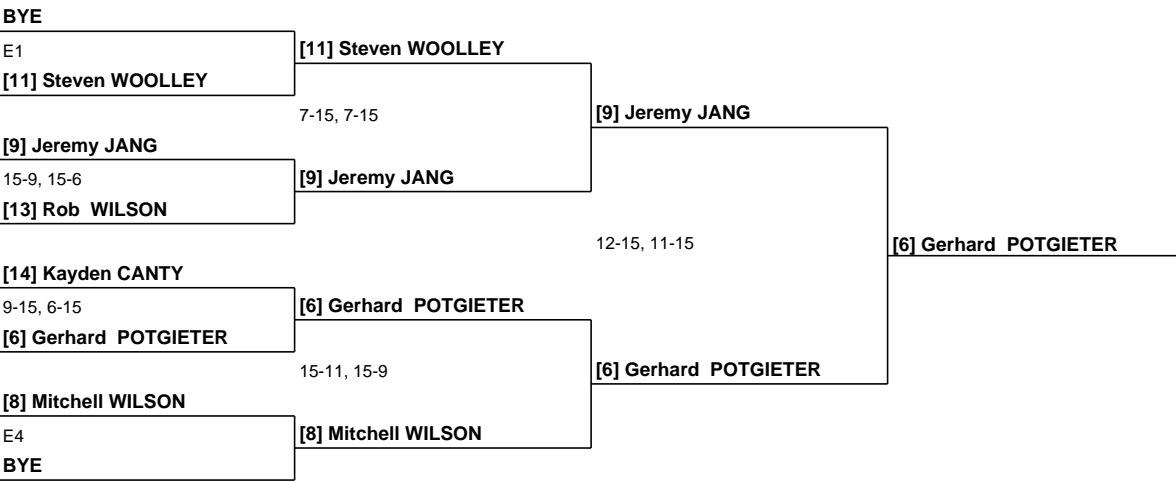 BYE
E1
[11] Steven WOOLLEY
[11] Steven WOOLLEY
7-15, 7-15
[9] Jeremy JANG
[9] Jeremy JANG
15-9, 15-6
[9] Jeremy JANG
[13] Rob  WILSON
12-15, 11-15
[6] Gerhard  POTGIETER
[14] Kayden CANTY
9-15, 6-15
[6] Gerhard  POTGIETER
[6] Gerhard  POTGIETER
15-11, 15-9
[6] Gerhard  POTGIETER
[8] Mitchell WILSON
E4
[8] Mitchell WILSON
BYE